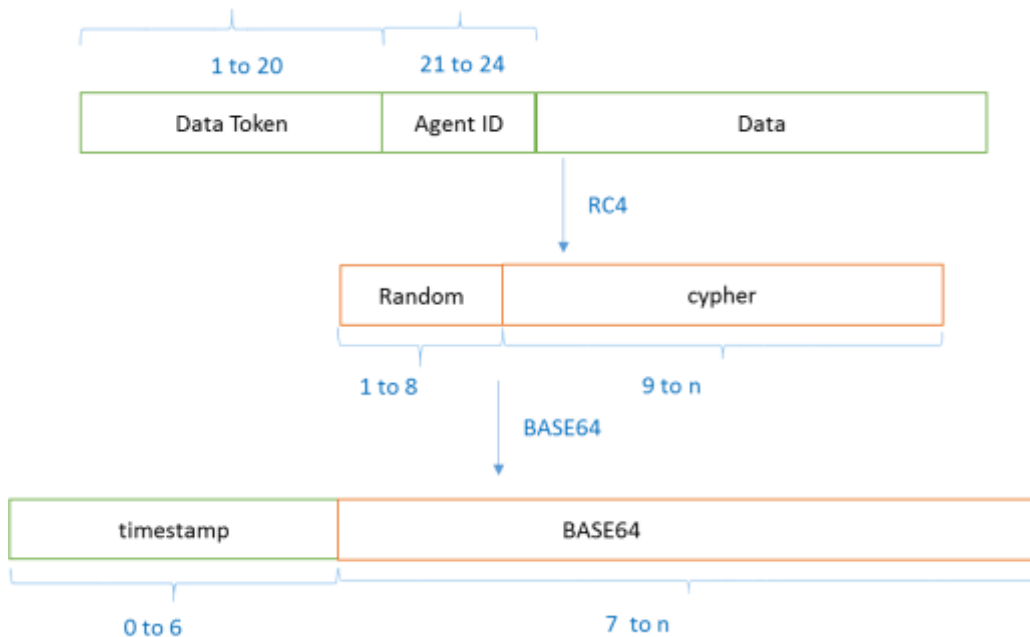 1 to 20
21 to 24
Data Token
Agent ID
Data
RC4
Random
cypher
1 to 8
9 to n
BASE64
timestamp
BASE64
0 to 6
7 to n